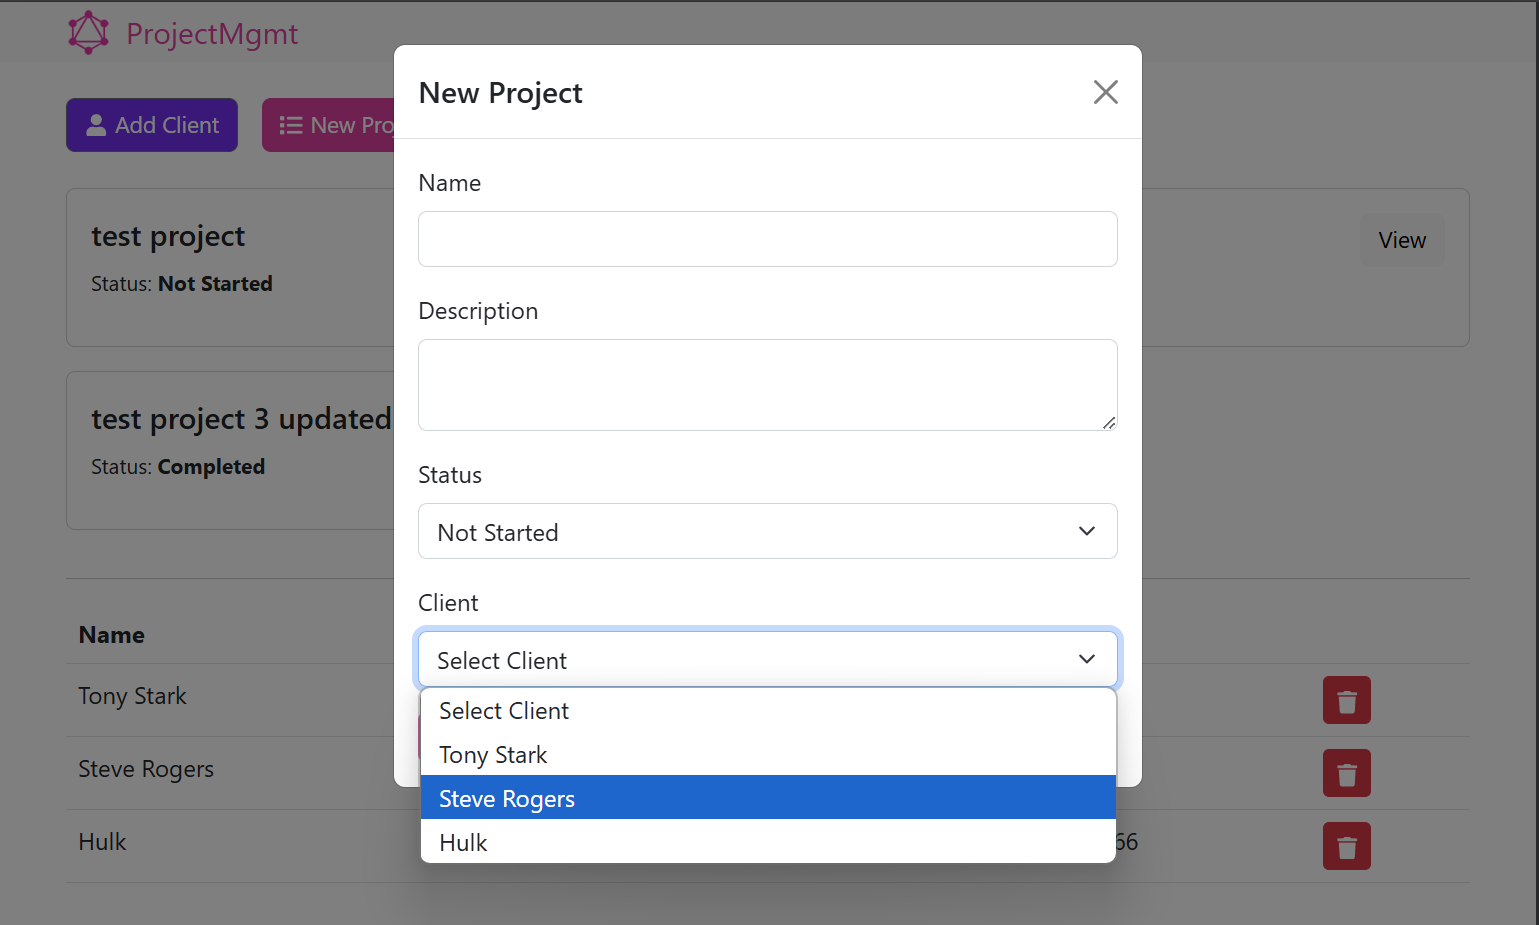 ProjectMgmt
Add Client
New Proj
test project
Status: Not Started
View
test project 3 updated
Status: Completed
Name
Tony Stark
Steve Rogers
Hulk
66
New Project
Name
Description
Status
Not Started
Client
Select Client
Select Client
Tony Stark
Steve Rogers
Hulk